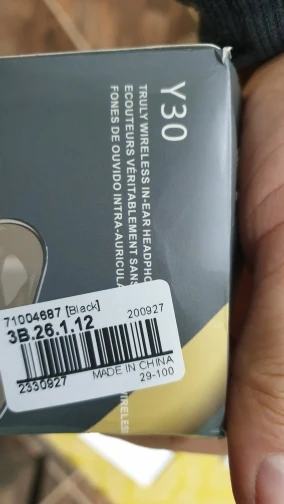 Y30
TRULY WIRELESS IN-EAR HEADPHO
ECOUTEURS VÉRITABLEMENT SANS
FONES DE OUVIDO INTRA-AURICULA
71004687 [Black]
200927
3B.26.1.12
2330927
MADE IN CHINA
29-100
WIRELESS